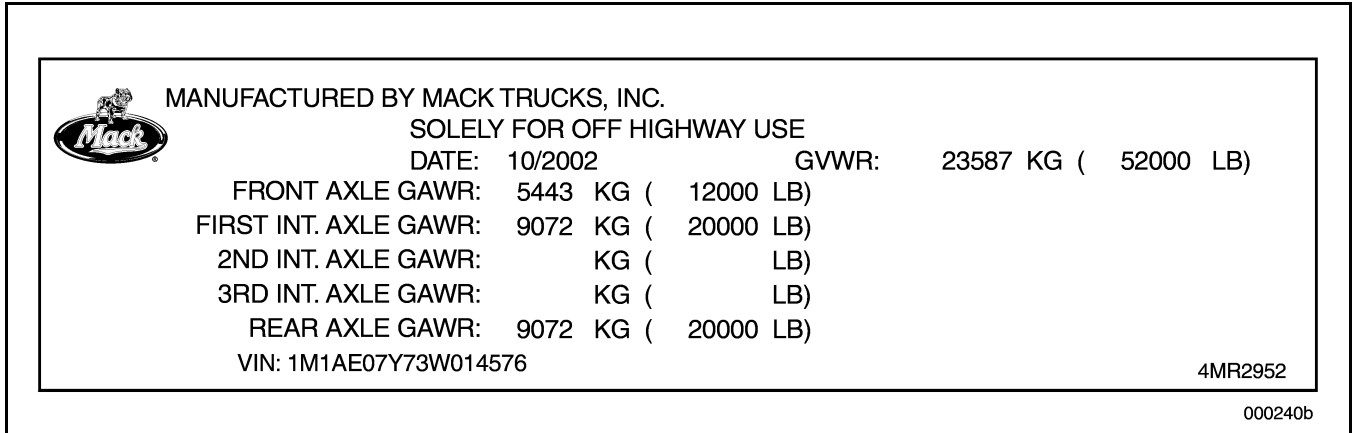 MANUFACTURED BY MACK TRUCKS, INC.
Mack ®
SOLELY FOR OFF HIGHWAY USE
DATE: 10/2002 GVWR: 23587 KG ( 52000 LB)
FRONT AXLE GAWR: 5443 KG ( 12000 LB)
FIRST INT. AXLE GAWR: 9072 KG ( 20000 LB)
2ND INT. AXLE GAWR: KG ( LB)
3RD INT. AXLE GAWR: KG ( LB)
REAR AXLE GAWR: 9072 KG ( 20000 LB)
VIN: 1M1AE07Y73W014576
4MR2952
000240b